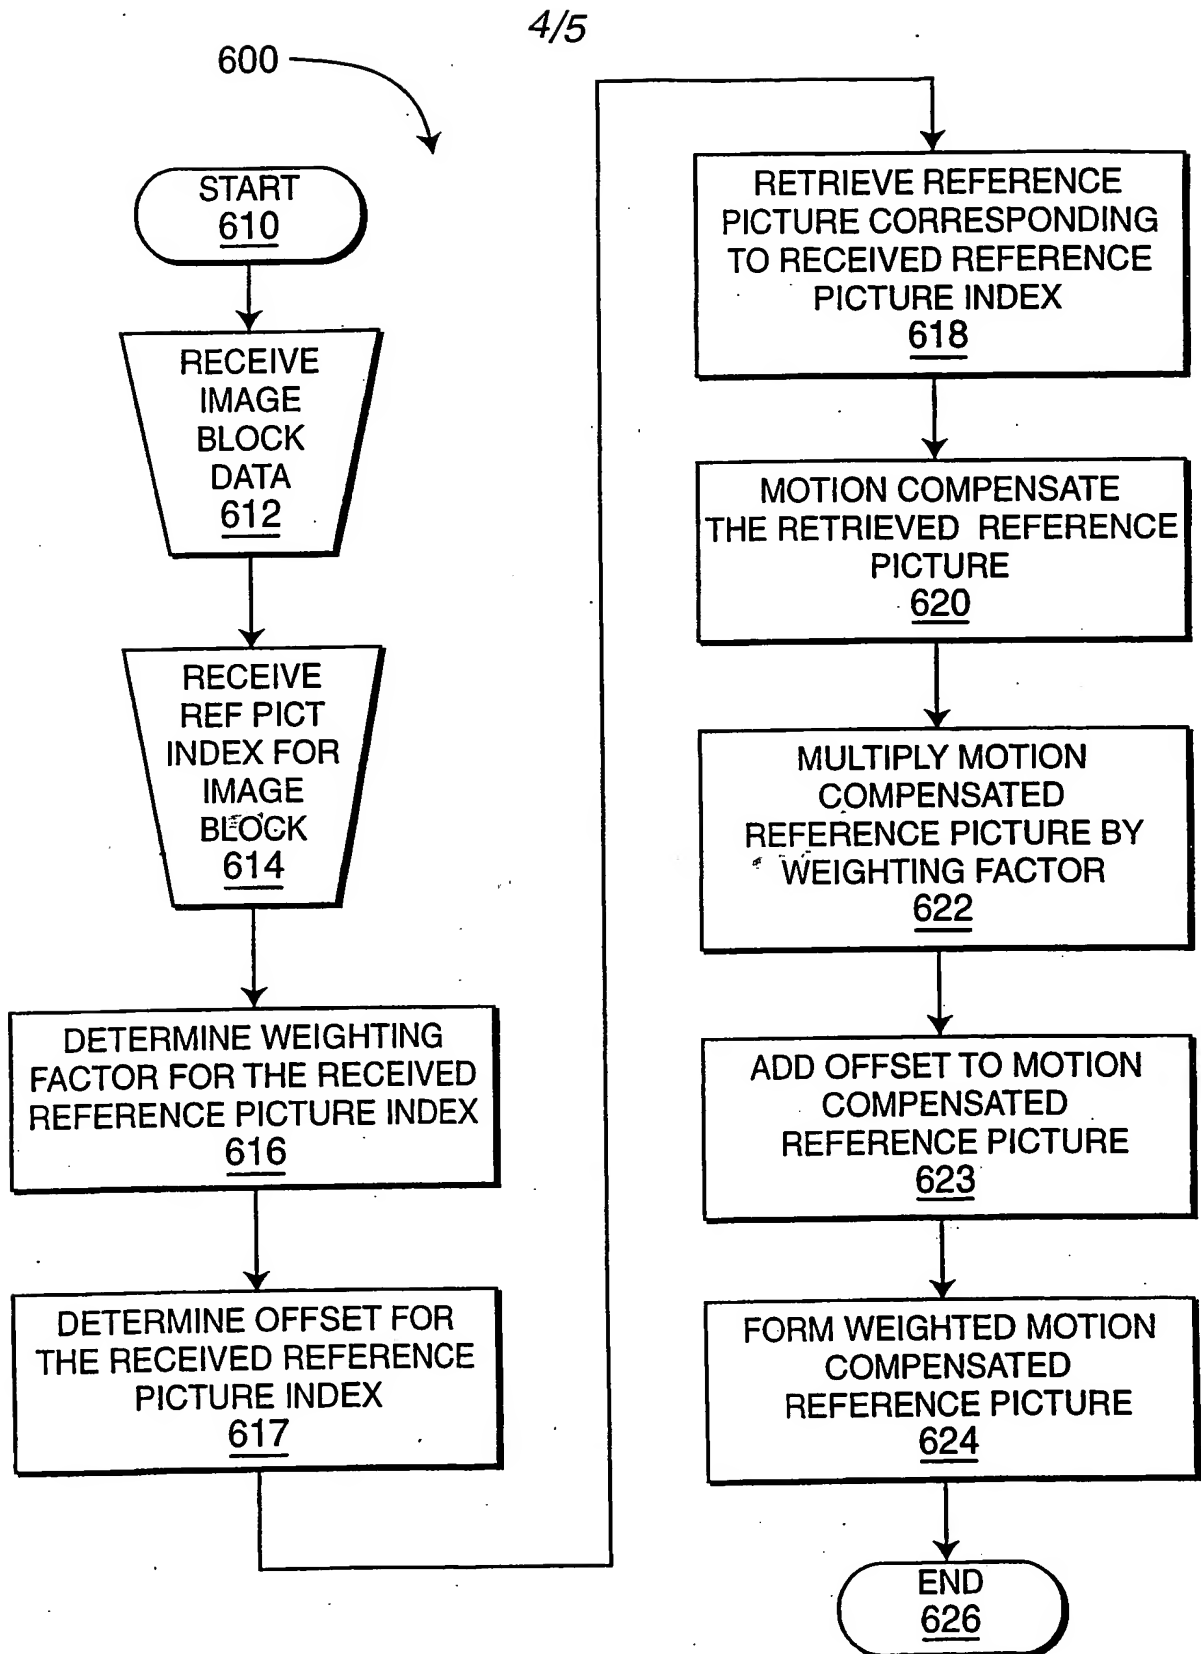 4/5
600
START
610
RECEIVE
IMAGE
BLOCK
DATA
612
RECEIVE
REF PICT
INDEX FOR
IMAGE
BLOCK
614
DETERMINE WEIGHTING
FACTOR FOR THE RECEIVED
REFERENCE PICTURE INDEX
616
DETERMINE OFFSET FOR
THE RECEIVED REFERENCE
PICTURE INDEX
617
RETRIEVE REFERENCE
PICTURE CORRESPONDING
TO RECEIVED REFERENCE
PICTURE INDEX
618
MOTION COMPENSATE
THE RETRIEVED REFERENCE
PICTURE
620
MULTIPLY MOTION
COMPENSATED
REFERENCE PICTURE BY
WEIGHTING FACTOR
622
ADD OFFSET TO MOTION
COMPENSATED
REFERENCE PICTURE
623
FORM WEIGHTED MOTION
COMPENSATED
REFERENCE PICTURE
624
END
626